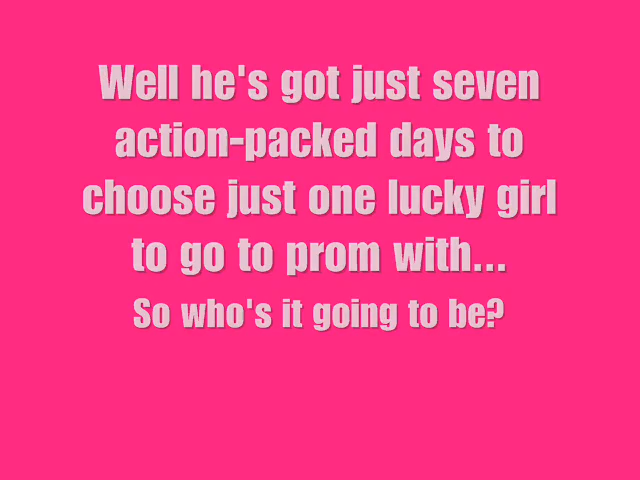 Well he's got just seven
action-packed days to
choose just one lucky girl
to go to prom with...
So who's it going to be?